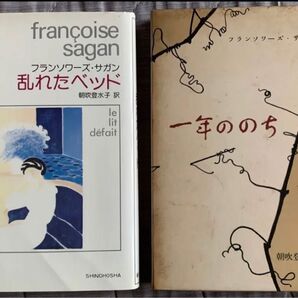 françoise
sagan
フランソワーズ・サガン
乱れたベッド
朝吹登水子 訳
le
lit
défait
SHINCHOSHA
フランソワーズ・サ
一年ののち
朝吹登